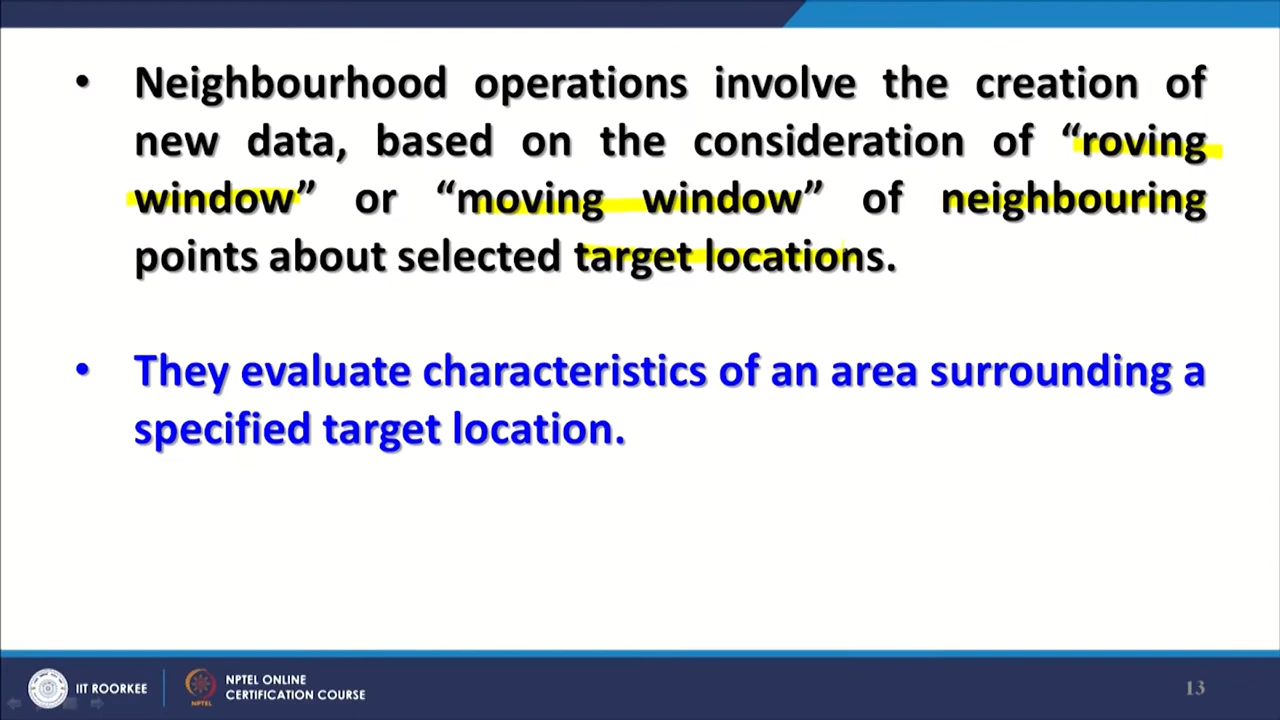 • Neighbourhood operations involve the creation of
new data, based on the consideration of “roving
window” or “moving window” of neighbouring
points about selected target locations.
• They evaluate characteristics of an area surrounding a
specified target location.
IIT ROORKEE
NPTEL
NPTEL ONLINE
CERTIFICATION COURSE
13